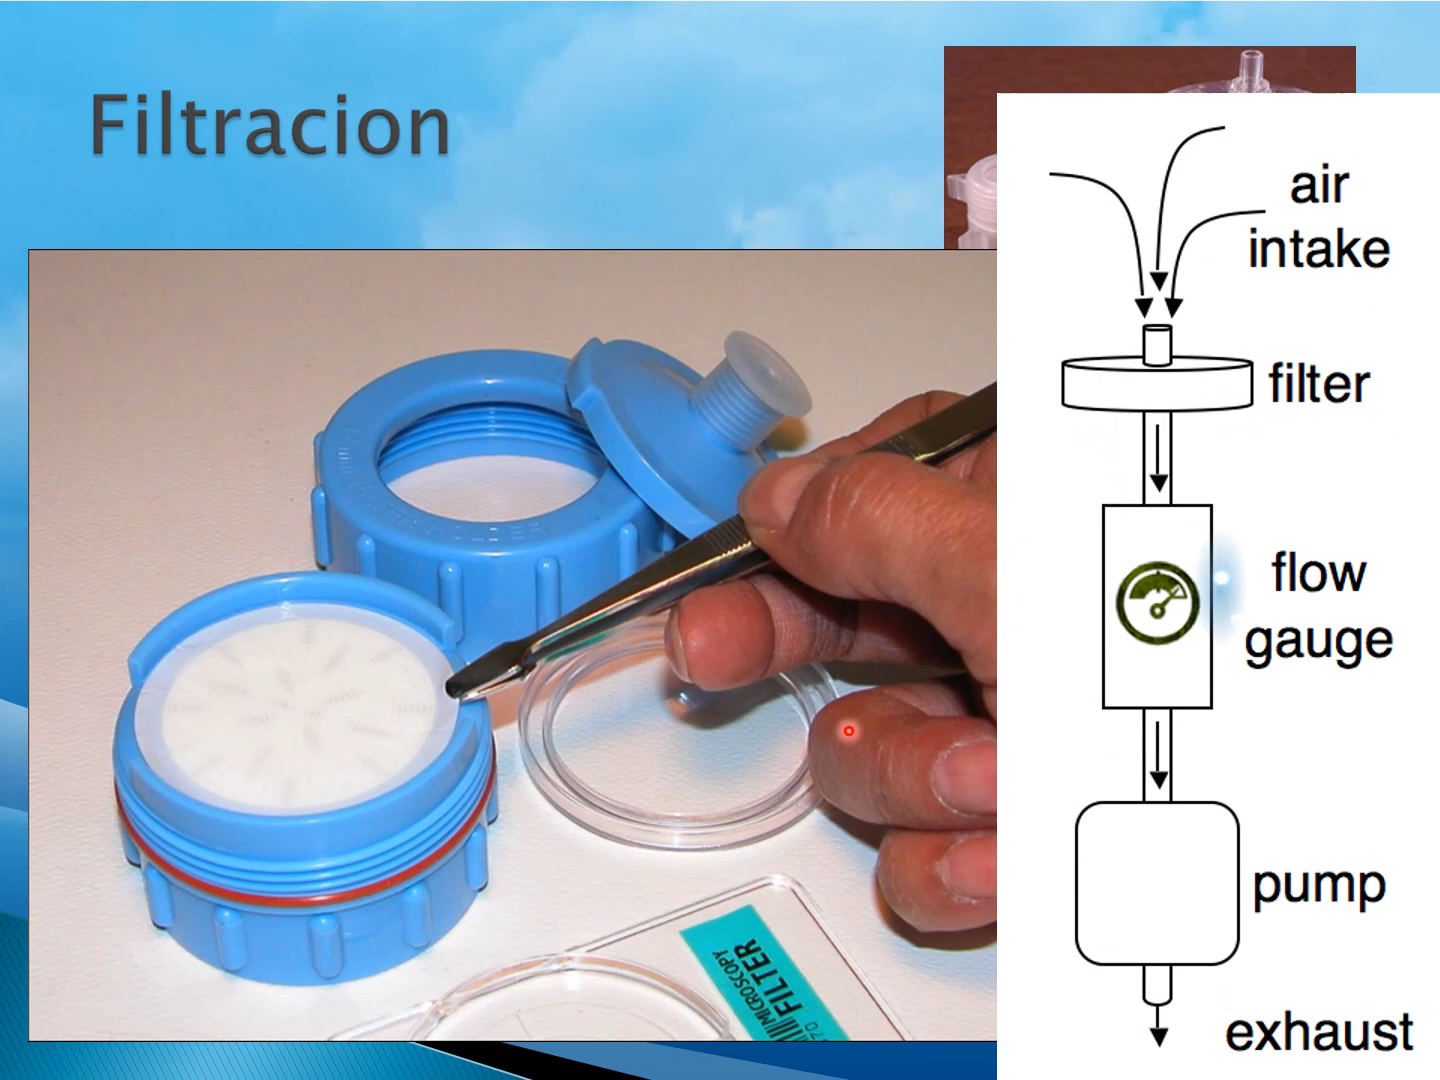 Filtracion
air
intake
filter
flow
gauge
pump
exhaust
MICROSCOPY
FILTER